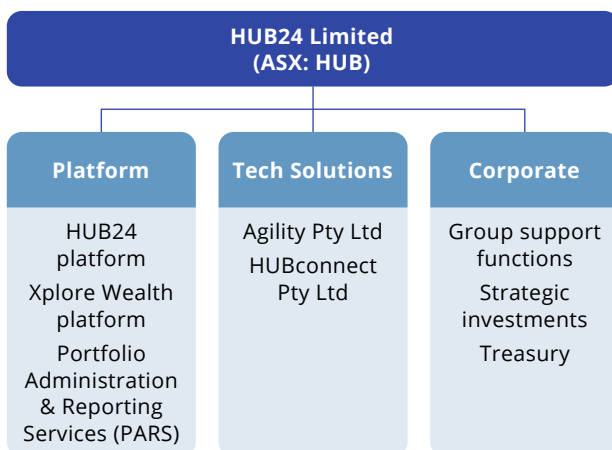 HUB24 Limited
(ASX: HUB)
Platform
HUB24
platform
Xplore Wealth
platform
Portfolio
Administration
& Reporting
Services (PARS)
Tech Solutions
Agility Pty Ltd
HUBconnect
Pty Ltd
Corporate
Group support
functions
Strategic
investments
Treasury